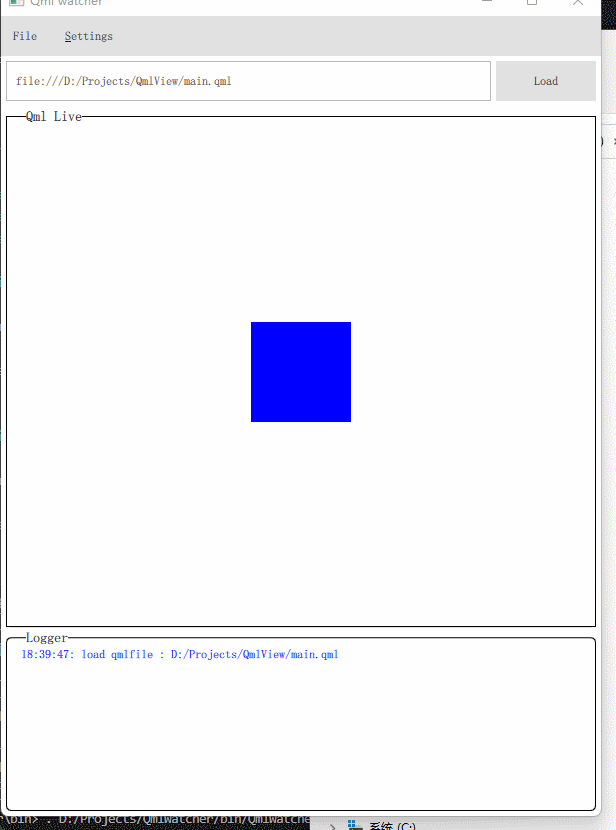 Qml watcher
File Settings
file:///D:/Projects/QmlView/main.qml Load
Qml Live
Logger
18:39:47: load qmlfile : D:/Projects/QmlView/main.qml
\bin> . D:/Projects/Qmlwatcher/bin/Qmlwatche
系统 (C:)